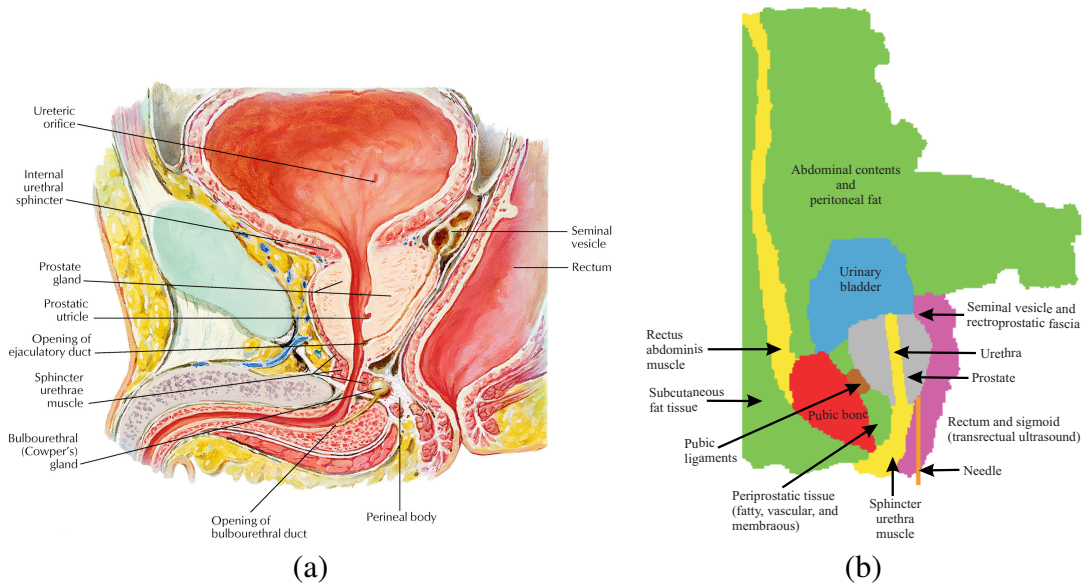 Ureteric
orifice
Internal
urethral
sphincter
Prostate
gland
Prostatic
utricle
Opening of
ejaculatory duct
Sphincter
urethrae
muscle
Bulbourethral
(Cowper's)
gland
Opening of
bulbourethral duct
Perineal body
Seminal
vesicle
Rectum
(a)
Abdominal contents
and
peritoneal fat
Urinary
bladder
Seminal vesicle and
rectroprostatic fascia
Rectus
abdominis
muscle
Urethra
Prostate
Subcutaneous
fat tissue
Pubic bone
Rectum and sigmoid
(transrectual ultrasound)
Pubic
ligaments
Needle
Periprostatic tissue
(fatty, vascular, and
membraous)
Sphincter
urethra
muscle
(b)